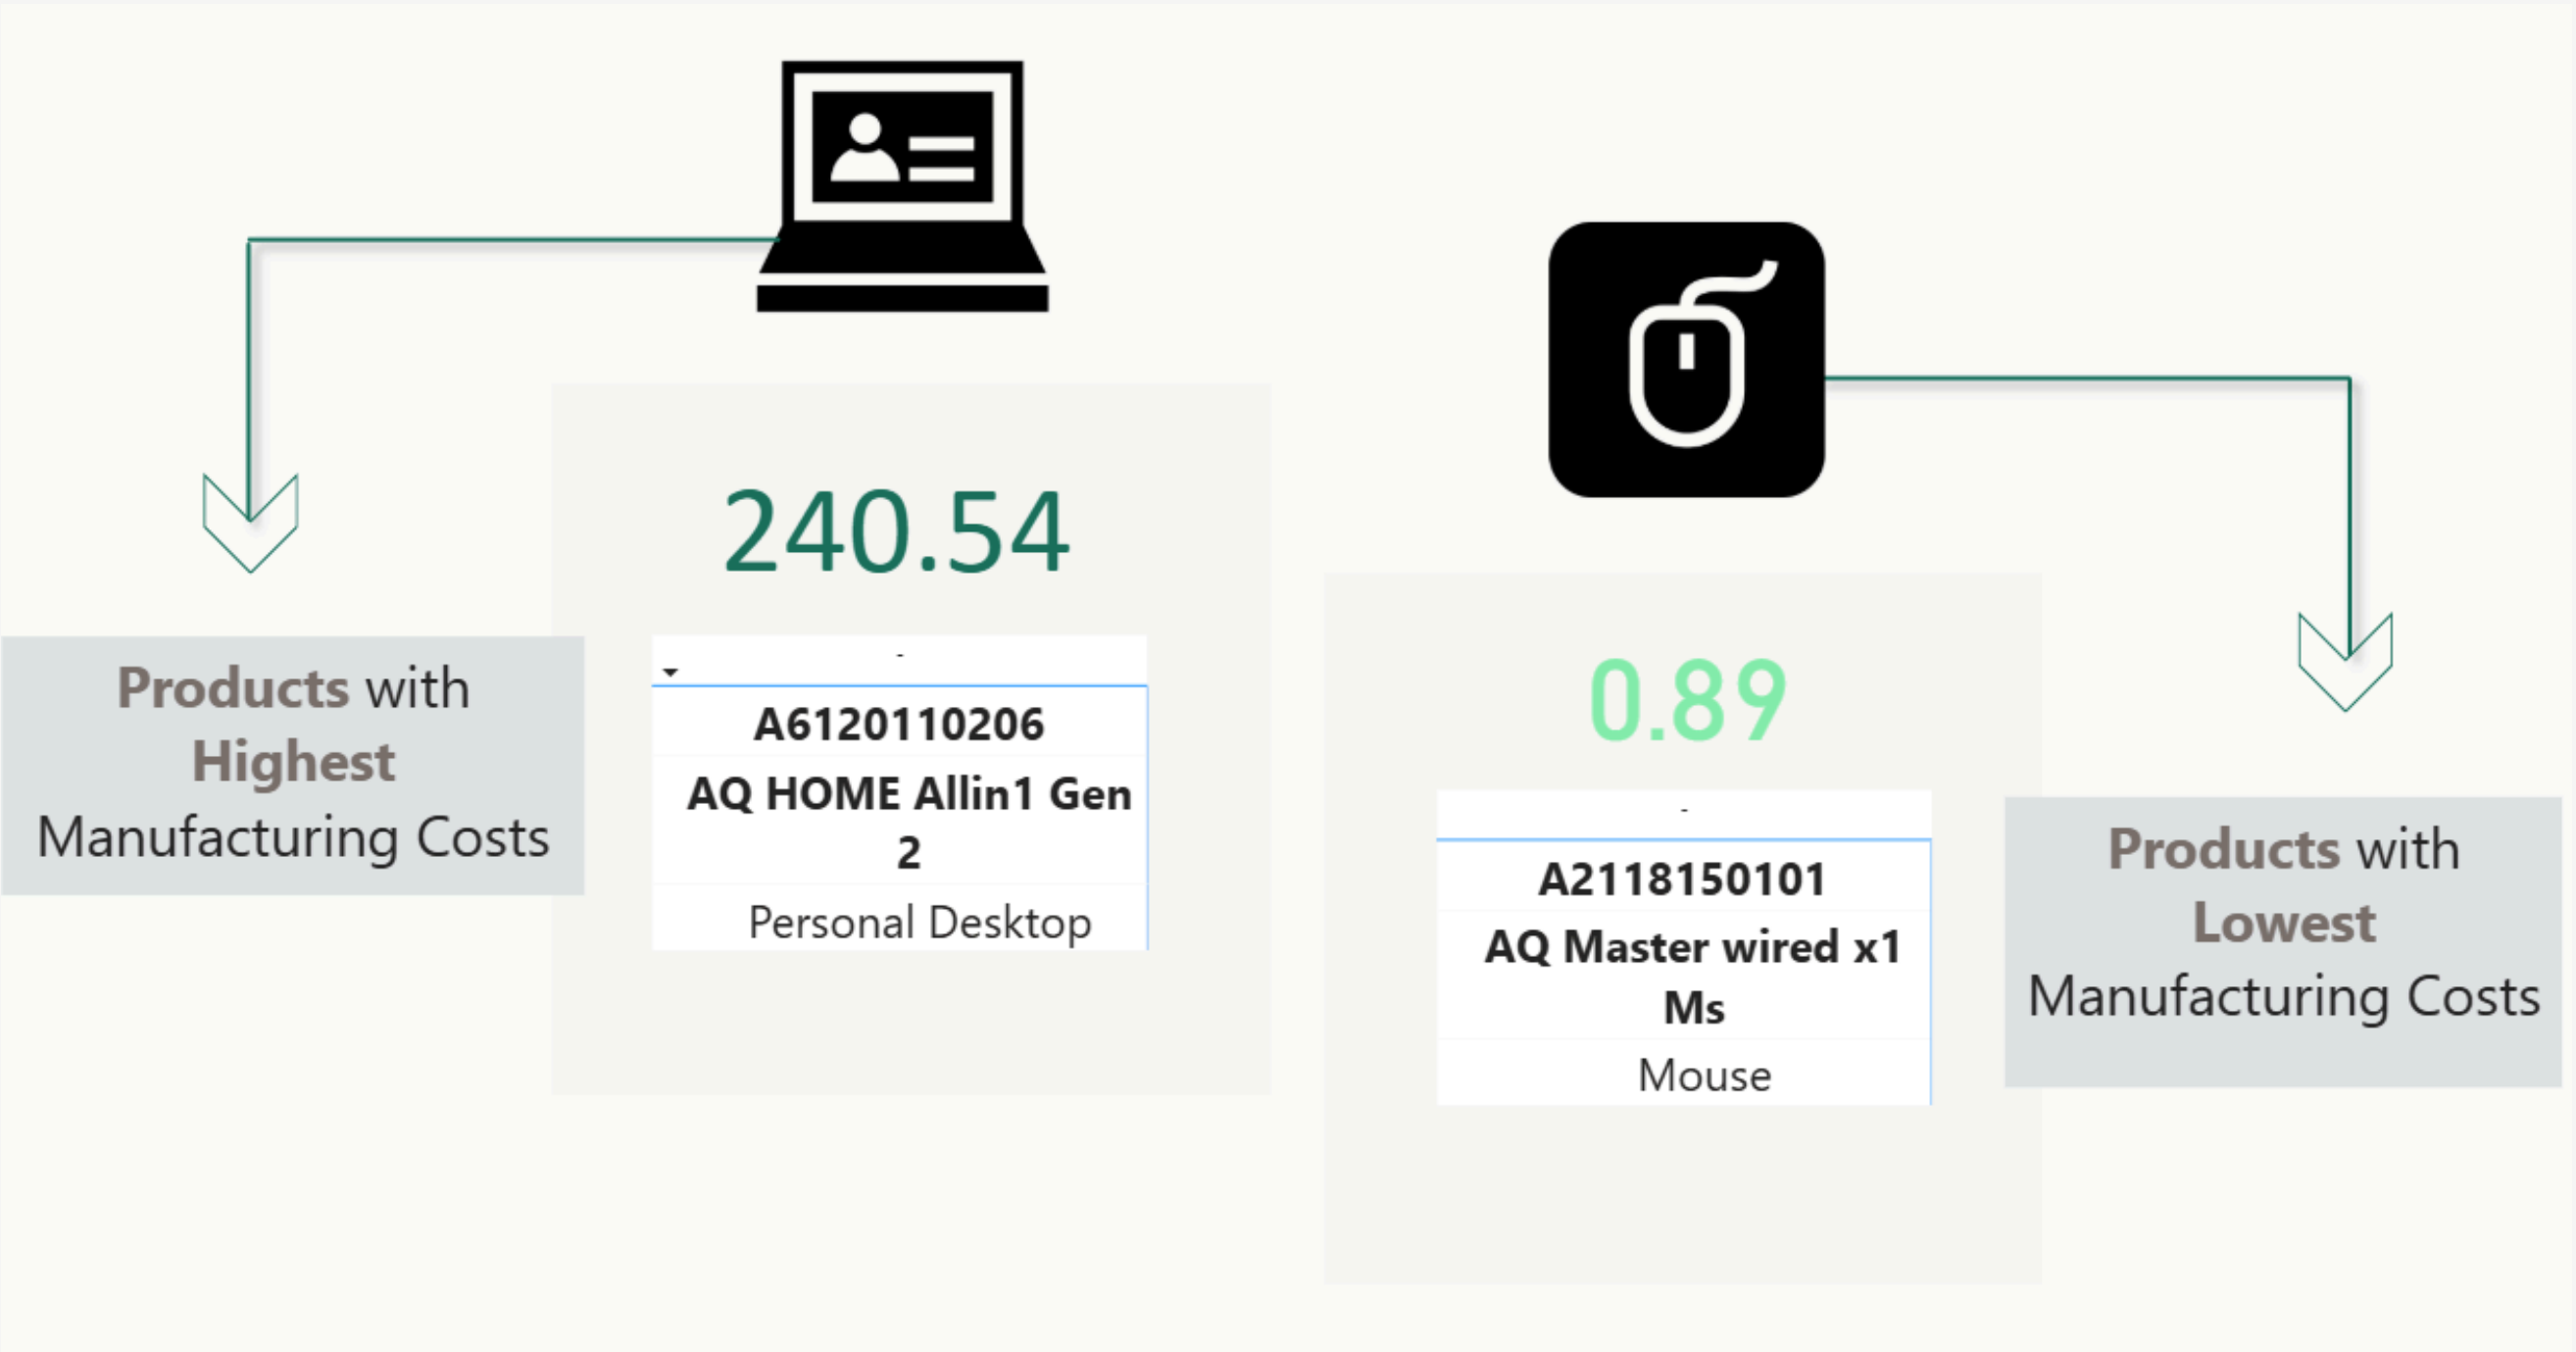 240.54
-
A6120110206
AQ HOME Allin1 Gen
2
Personal Desktop
Products with
Highest
Manufacturing Costs
0.89
-
A2118150101
AQ Master wired x1
Ms
Mouse
Products with
Lowest
Manufacturing Costs